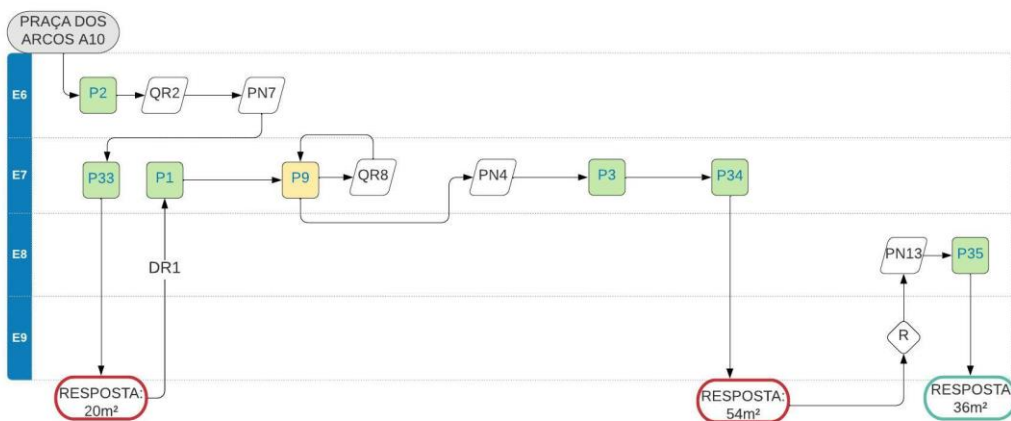 PRAÇA DOS
ARCOS A10
E6
P2
QR2
PN7
E7
P33
P1
P9
QR8
PN4
P3
P34
E8
DR1
PN13
P35
E9
R
RESPOSTA:
20m²
RESPOSTA:
54m²
RESPOSTA
36m²